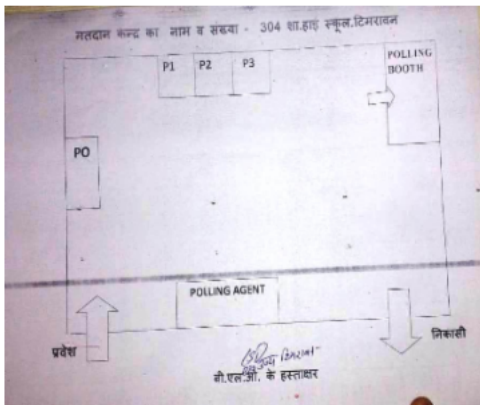 मतदान केन्द्र का नाम व संख्या - 304 शा.हाई स्कूल,टिमरावन
P1 P2 P3
POLLING
BOOTH
PO
POLLING AGENT
प्रवेश
निकासी
बी.एल.ओ. के हस्ताक्षर